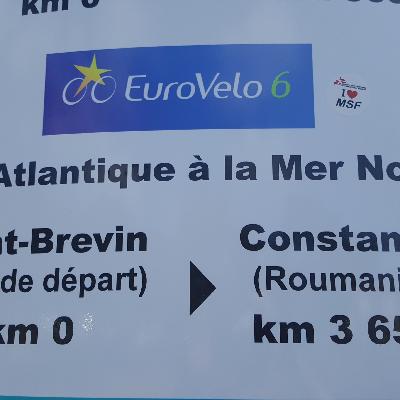 km 0
EuroVelo 6
I ❤ MSF
Atlantique à la Mer No
nt-Brevin Constan
de départ) (Roumani
km 0 km 3 65